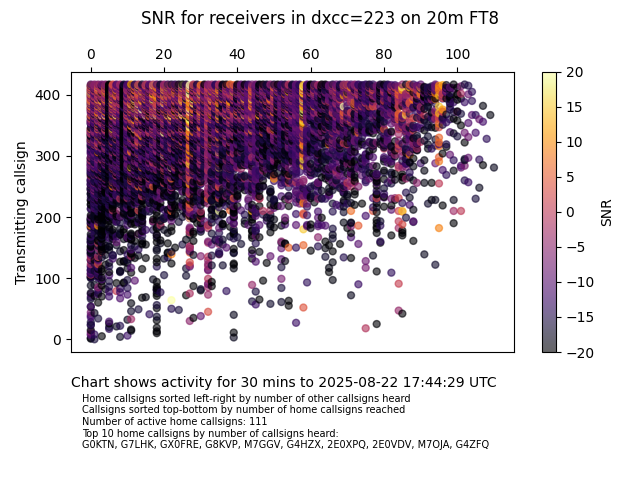 SNR for receivers in dxcc=223 on 20m FT8
0 20 40 60 80 100
400
300
200
100
0
Transmitting callsign
20
15
10
5
0
−5
−10
−15
−20
SNR
Chart shows activity for 30 mins to 2025-08-22 17:44:29 UTC
Home callsigns sorted left-right by number of other callsigns heard
Callsigns sorted top-bottom by number of home callsigns reached
Number of active home callsigns: 111
Top 10 home callsigns by number of callsigns heard:
G0KTN, G7LHK, GX0FRE, G8KVP, M7GGV, G4HZX, 2E0XPQ, 2E0VDV, M7OJA, G4ZFQ